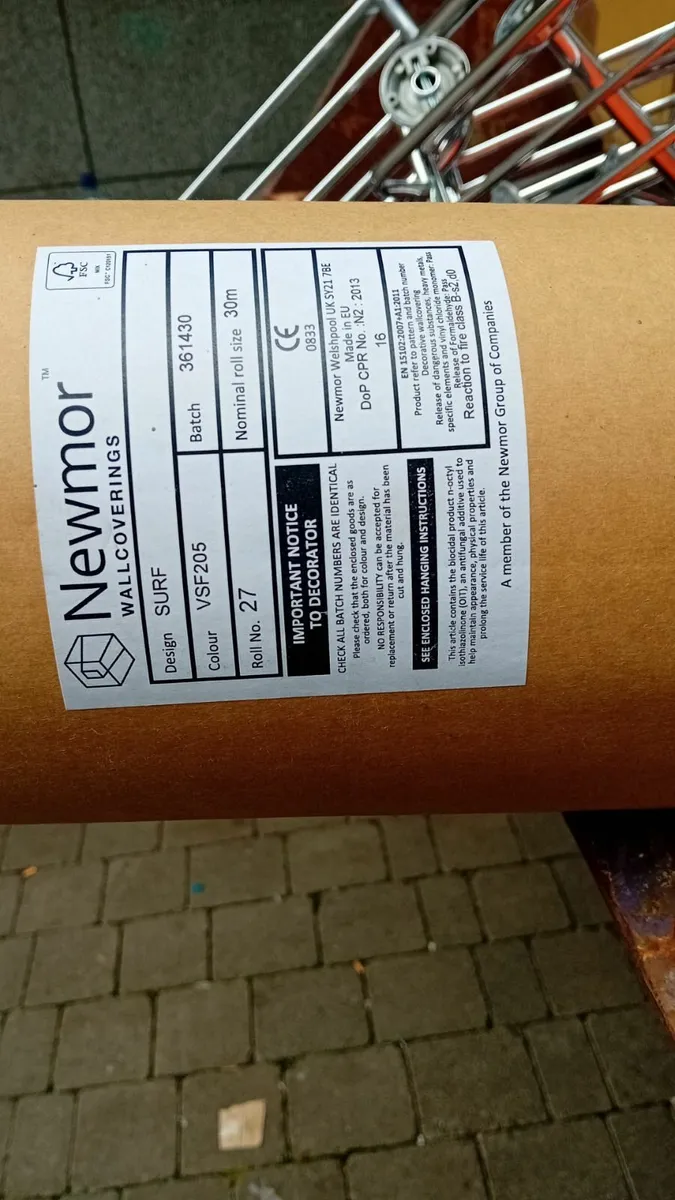 FSC
MIX
FSC® C120551
Newmor™
WALLCOVERINGS
Design SURF
Colour VSF205
Batch 361430
Roll No. 27
Nominal roll size 30m
IMPORTANT NOTICE
TO DECORATOR
CHECK ALL BATCH NUMBERS ARE IDENTICAL
Please check that the enclosed goods are as
ordered, both for colour and design.
NO RESPONSIBILITY can be accepted for
replacement or return after the material has been
cut and hung.
SEE ENCLOSED HANGING INSTRUCTIONS
This article contains the biocidal product n-octyl
isothiazolinone (OIT), an antifungal additive used to
help maintain appearance, physical properties and
prolong the service life of this article.
CE
0833
Newmor Welshpool UK SY21 7BE
Made in EU
DoP CPR No. :N2 : 2013
16
EN 15102:2007+A1:2011
Product refer to pattern and batch number
Decorative wallcovering
Release of dangerous substances, heavy metals,
specific elements and vinyl chloride monomer: Pass
Release of Formaldehyde: Pass
Reaction to fire class B-s2,d0
A member of the Newmor Group of Companies